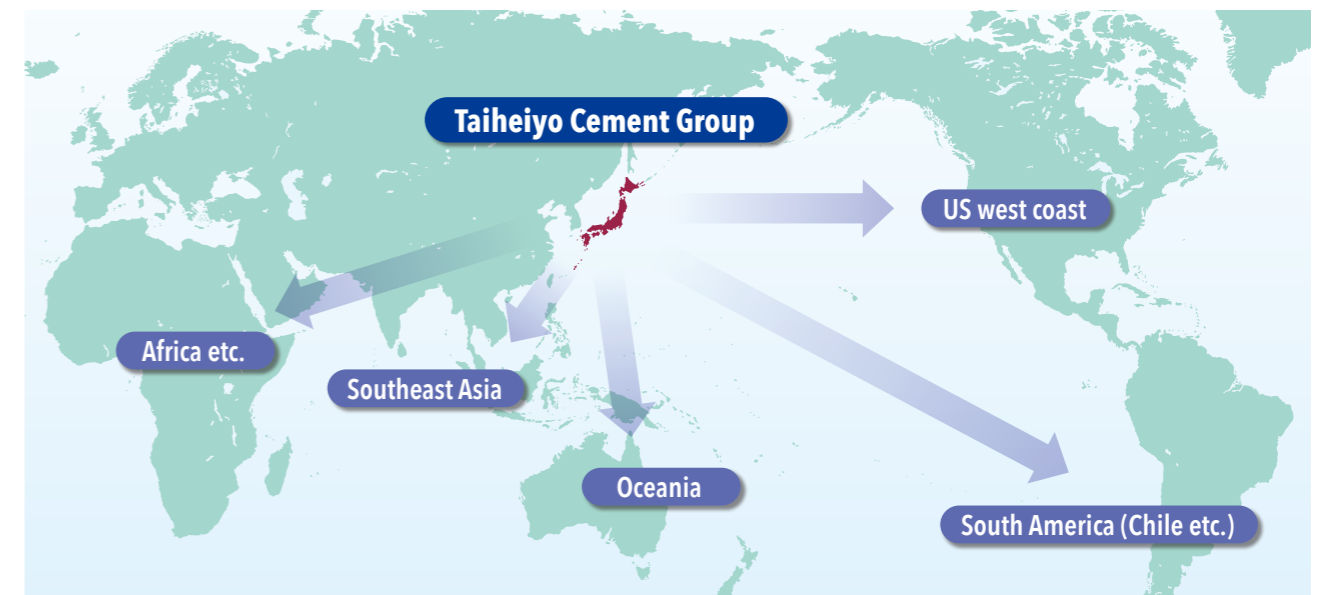 Taiheiyo Cement Group
US west coast
Africa etc.
Southeast Asia
Oceania
South America (Chile etc.)